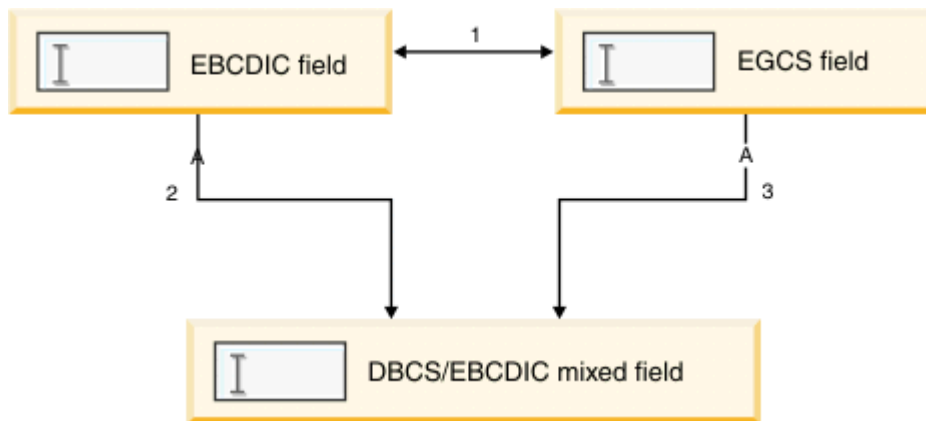 1
EBCDIC field
EGCS field
A
A
2
3
DBCS/EBCDIC mixed field